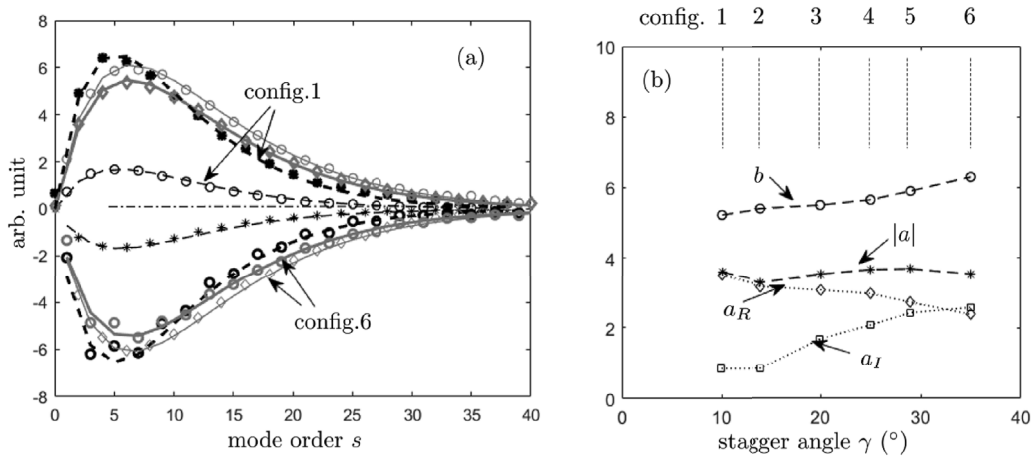 config. 1 2 3 4 5 6
(a)
config.1
config.6
arb. unit
8
6
4
2
0
-2
-4
-6
-8
0 5 10 15 20 25 30 35 40
mode order s
(b)
b
|a|
a_R
a_I
10
8
6
4
2
0
0 10 20 30 40
stagger angle γ (°)